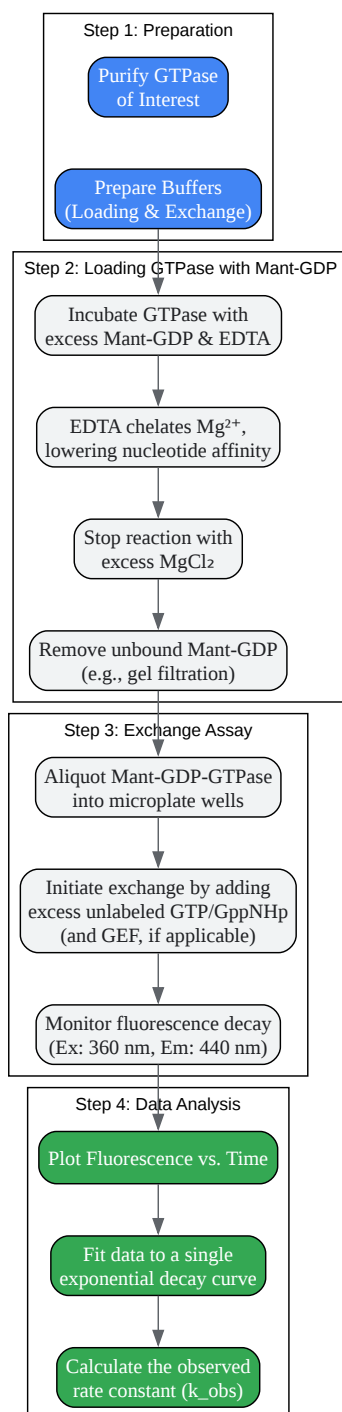 Step 1: Preparation
Purify GTPase
of Interest
Prepare Buffers
(Loading & Exchange)
Step 2: Loading GTPase with Mant-GDP
Incubate GTPase with
excess Mant-GDP & EDTA
EDTA chelates Mg²⁺,
lowering nucleotide affinity
Stop reaction with
excess MgCl₂
Remove unbound Mant-GDP
(e.g., gel filtration)
Step 3: Exchange Assay
Aliquot Mant-GDP-GTPase
into microplate wells
Initiate exchange by adding
excess unlabeled GTP/GppNHp
(and GEF, if applicable)
Monitor fluorescence decay
(Ex: 360 nm, Em: 440 nm)
Step 4: Data Analysis
Plot Fluorescence vs. Time
Fit data to a single
exponential decay curve
Calculate the observed
rate constant (k_obs)